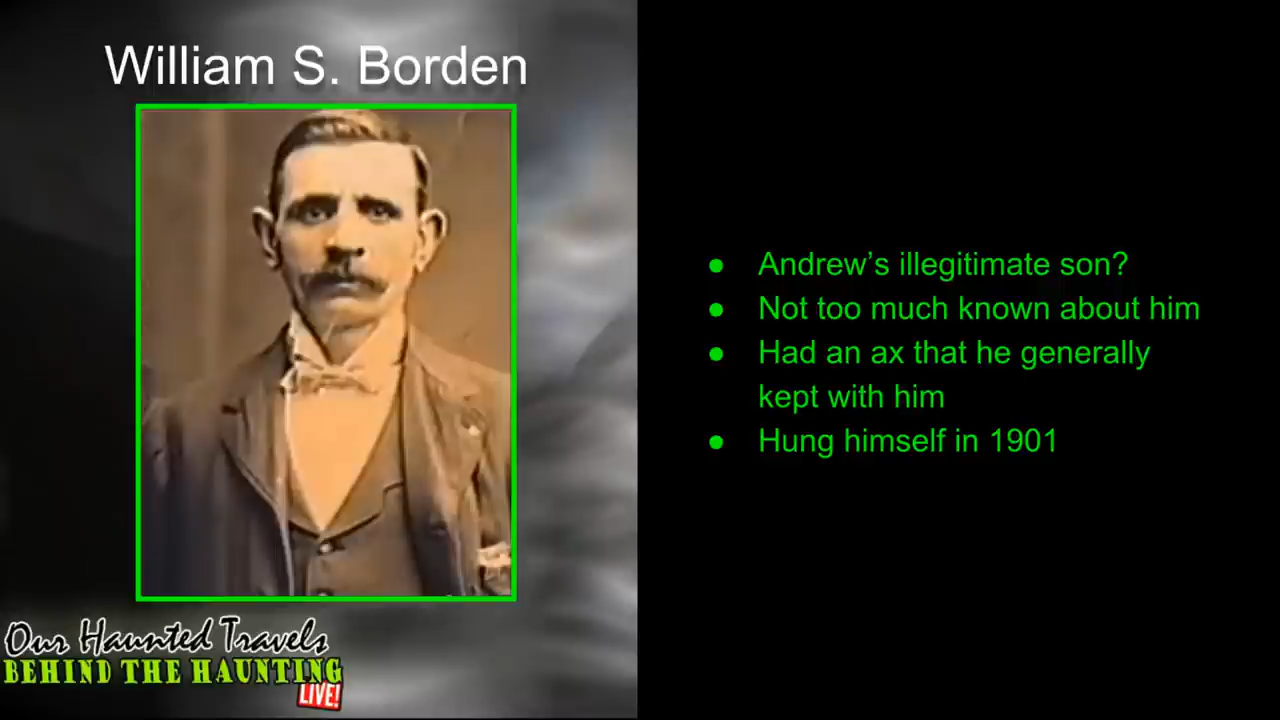 William S. Borden
● Andrew's illegitimate son?
● Not too much known about him
● Had an ax that he generally
kept with him
● Hung himself in 1901
Our Haunted Travels
BEHIND THE HAUNTING
LIVE!